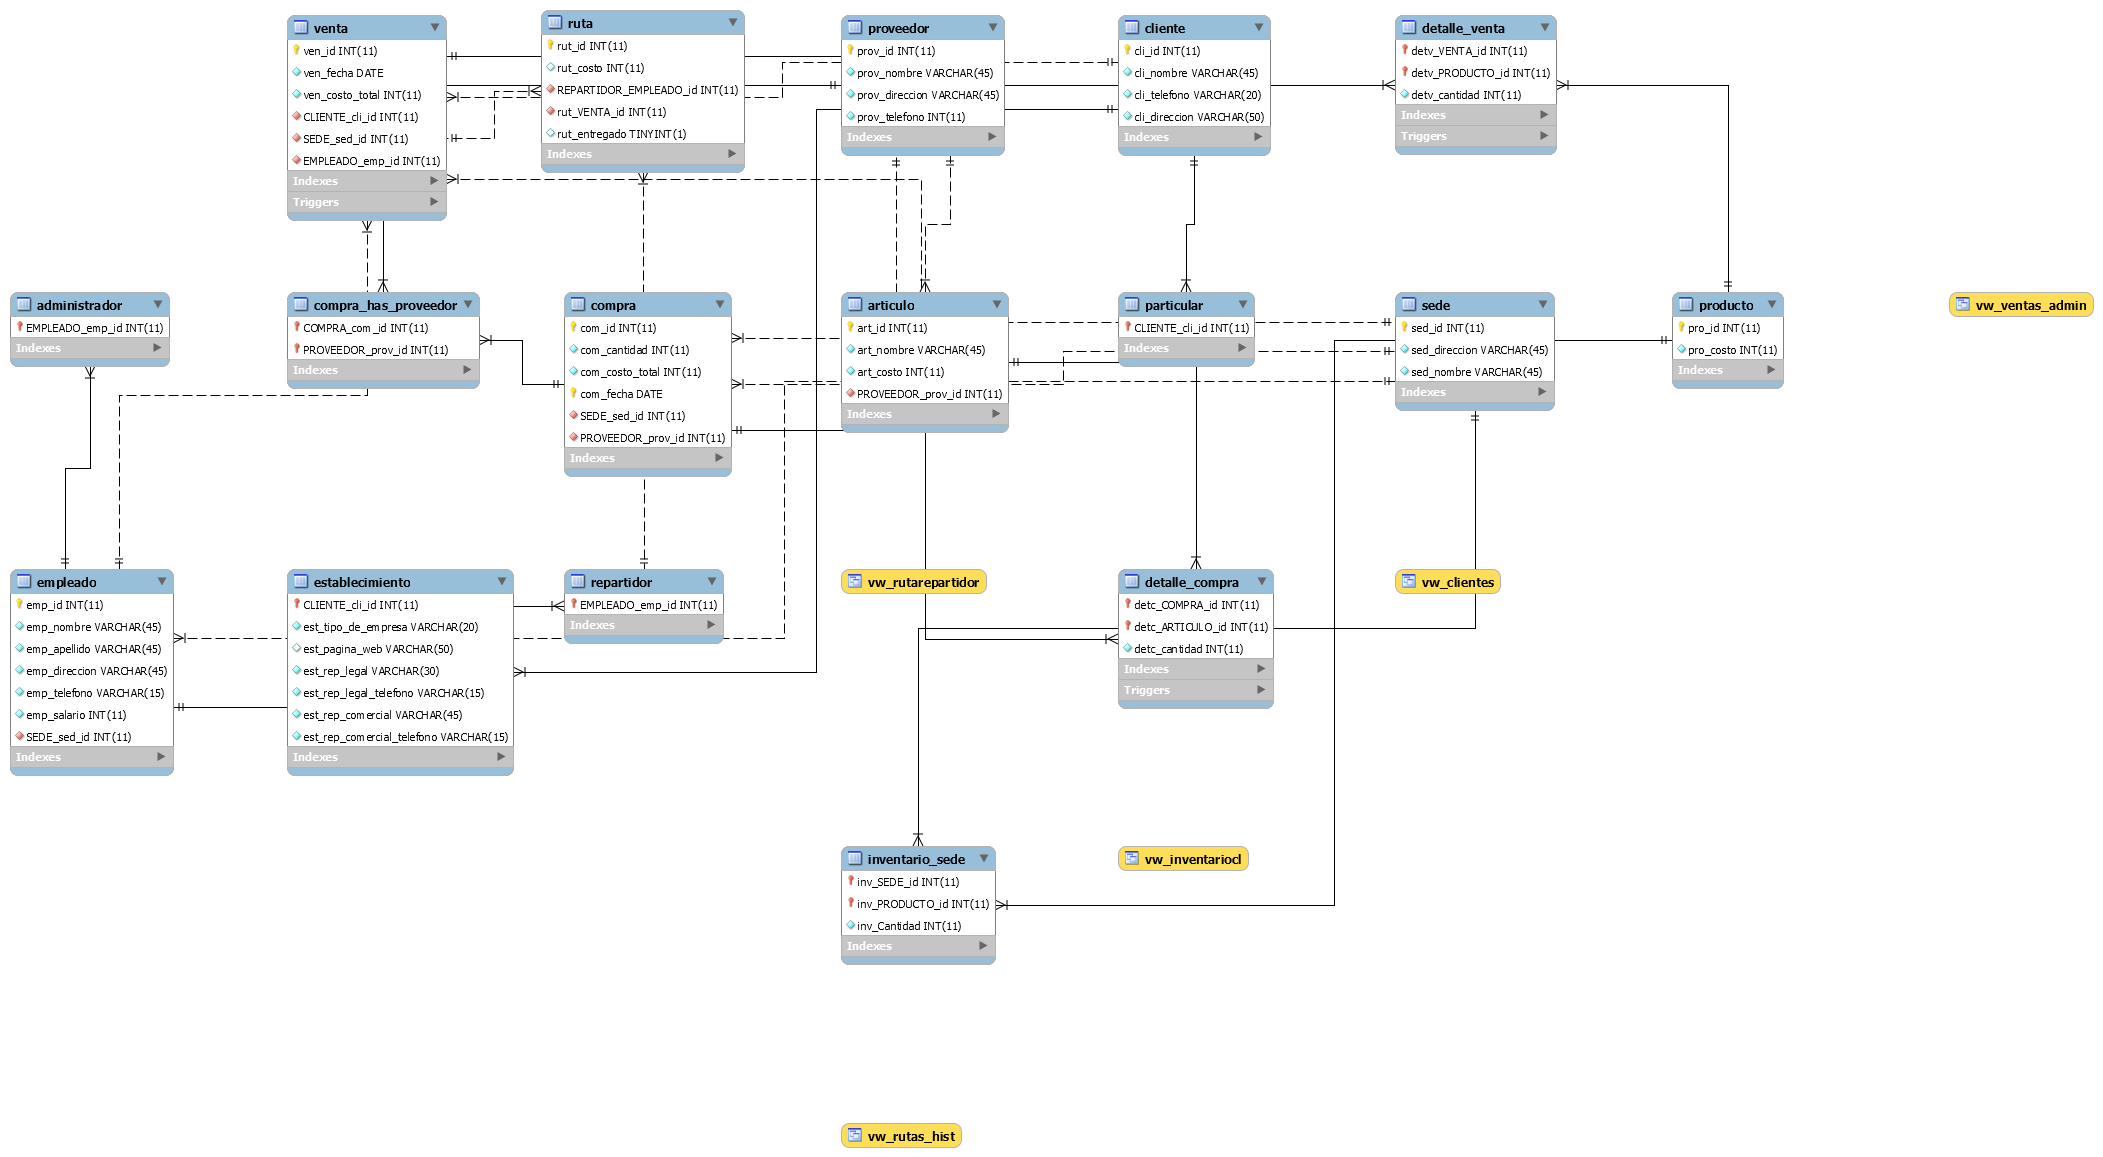 venta
ven_id INT(11)
ven_fecha DATE
ven_costo_total INT(11)
CLIENTE_cli_id INT(11)
SEDE_sed_id INT(11)
EMPLEADO_emp_id INT(11)
Indexes
Triggers
ruta
rut_id INT(11)
rut_costo INT(11)
REPARTIDOR_EMPLEADO_id INT(11)
rut_VENTA_id INT(11)
rut_entregado TINYINT(1)
Indexes
proveedor
prov_id INT(11)
prov_nombre VARCHAR(45)
prov_direccion VARCHAR(45)
prov_telefono INT(11)
Indexes
cliente
cli_id INT(11)
cli_nombre VARCHAR(45)
cli_telefono VARCHAR(20)
cli_direccion VARCHAR(50)
Indexes
detalle_venta
detv_VENTA_id INT(11)
detv_PRODUCTO_id INT(11)
detv_cantidad INT(11)
Indexes
Triggers
administrador
EMPLEADO_emp_id INT(11)
Indexes
compra_has_proveedor
COMPRA_com_id INT(11)
PROVEEDOR_prov_id INT(11)
Indexes
compra
com_id INT(11)
com_cantidad INT(11)
com_costo_total INT(11)
com_fecha DATE
SEDE_sed_id INT(11)
PROVEEDOR_prov_id INT(11)
Indexes
articulo
art_id INT(11)
art_nombre VARCHAR(45)
art_costo INT(11)
PROVEEDOR_prov_id INT(11)
Indexes
particular
CLIENTE_cli_id INT(11)
Indexes
sede
sed_id INT(11)
sed_direccion VARCHAR(45)
sed_nombre VARCHAR(45)
Indexes
producto
pro_id INT(11)
pro_costo INT(11)
Indexes
vw_ventas_admin
empleado
emp_id INT(11)
emp_nombre VARCHAR(45)
emp_apellido VARCHAR(45)
emp_direccion VARCHAR(45)
emp_telefono VARCHAR(15)
emp_salario INT(11)
SEDE_sed_id INT(11)
Indexes
establecimiento
CLIENTE_cli_id INT(11)
est_tipo_de_empresa VARCHAR(20)
est_pagina_web VARCHAR(50)
est_rep_legal VARCHAR(30)
est_rep_legal_telefono VARCHAR(15)
est_rep_comercial VARCHAR(45)
est_rep_comercial_telefono VARCHAR(15)
Indexes
repartidor
EMPLEADO_emp_id INT(11)
Indexes
vw_rutarepartidor
detalle_compra
detc_COMPRA_id INT(11)
detc_ARTICULO_id INT(11)
detc_cantidad INT(11)
Indexes
Triggers
vw_clientes
inventario_sede
inv_SEDE_id INT(11)
inv_PRODUCTO_id INT(11)
inv_Cantidad INT(11)
Indexes
vw_inventariocl
vw_rutas_hist